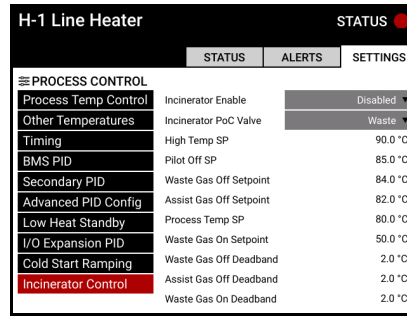 H-1 Line Heater STATUS
STATUS ALERTS SETTINGS
PROCESS CONTROL
Process Temp Control
Other Temperatures
Timing
BMS PID
Secondary PID
Advanced PID Config
Low Heat Standby
I/O Expansion PID
Cold Start Ramping
Incinerator Control
Incinerator Enable Disabled
Incinerator PoC Valve Waste
High Temp SP 90.0 °C
Pilot Off SP 85.0 °C
Waste Gas Off Setpoint 84.0 °C
Assist Gas Off Setpoint 82.0 °C
Process Temp SP 80.0 °C
Waste Gas On Setpoint 50.0 °C
Waste Gas Off Deadband 2.0 °C
Assist Gas Off Deadband 2.0 °C
Waste Gas On Deadband 2.0 °C